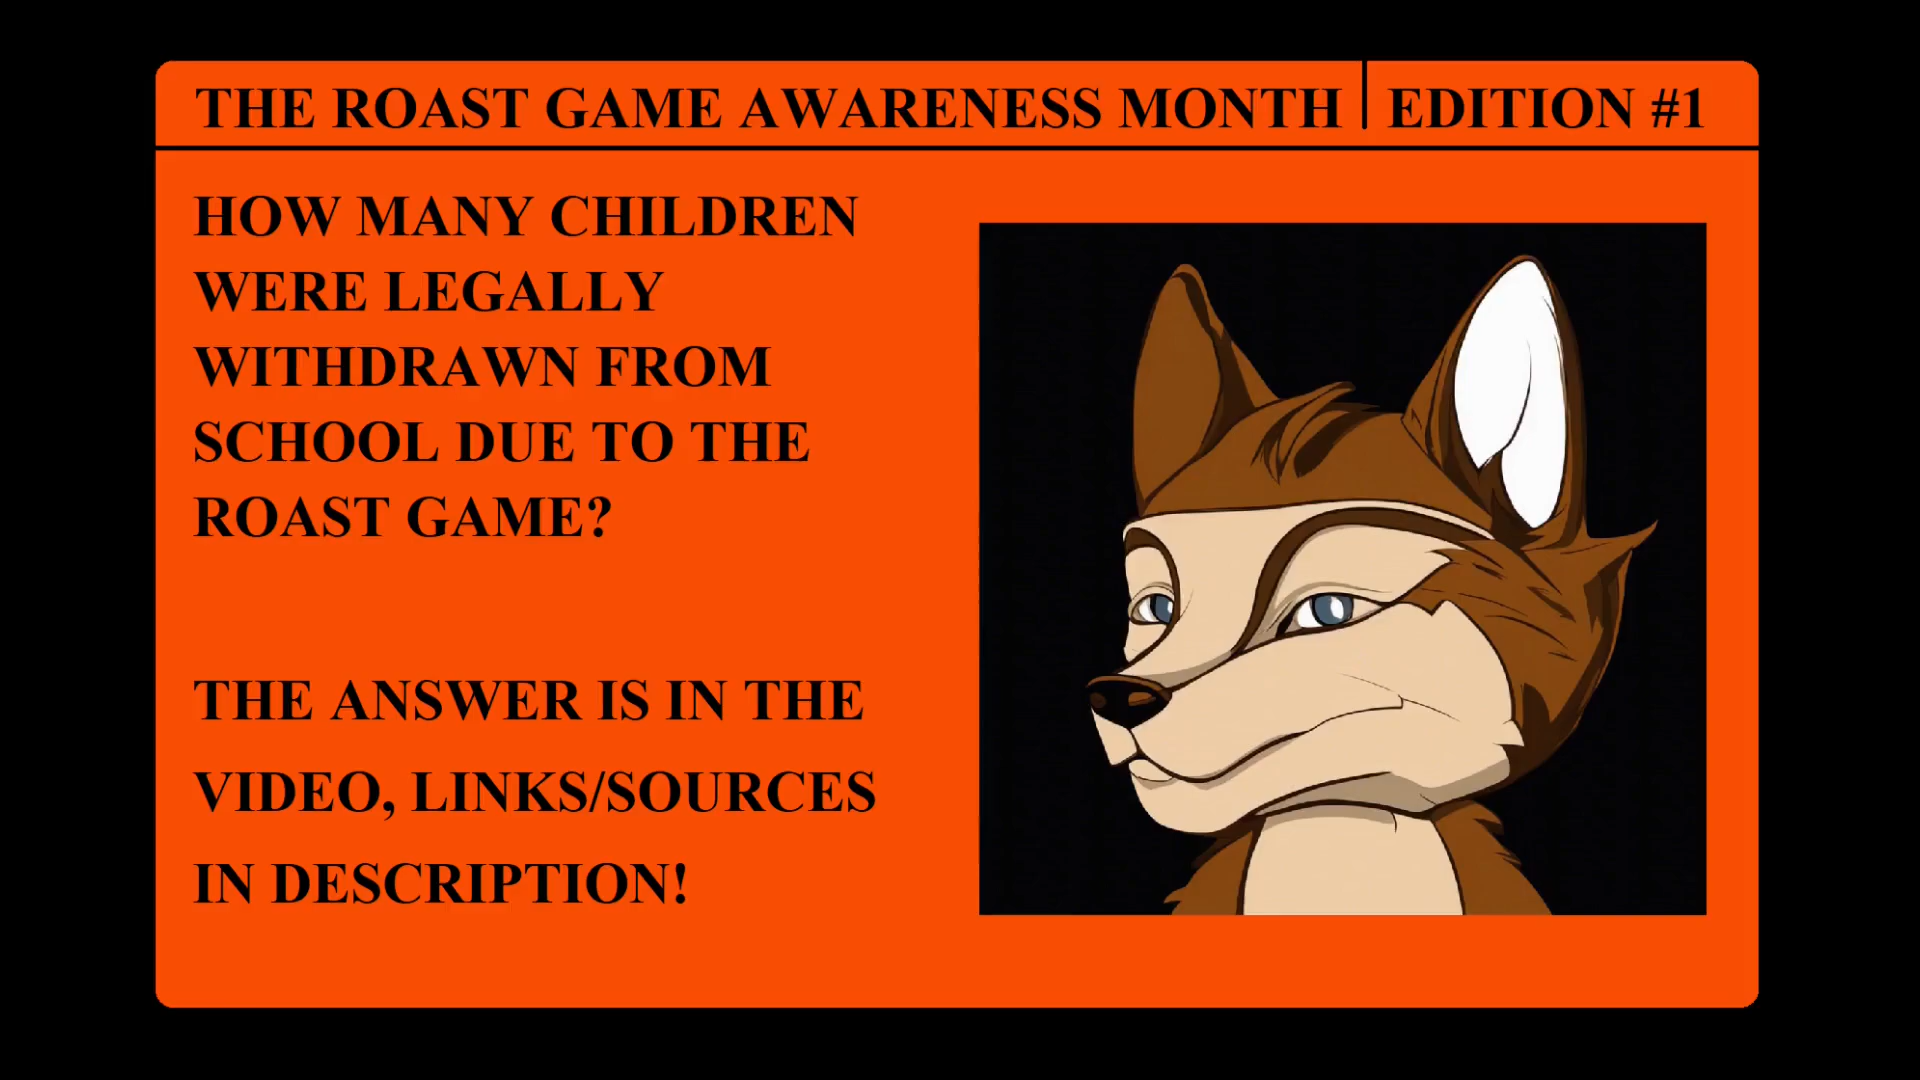 THE ROAST GAME AWARENESS MONTH
EDITION #1
HOW MANY CHILDREN
WERE LEGALLY
WITHDRAWN FROM
SCHOOL DUE TO THE
ROAST GAME?
THE ANSWER IS IN THE
VIDEO, LINKS/SOURCES
IN DESCRIPTION!